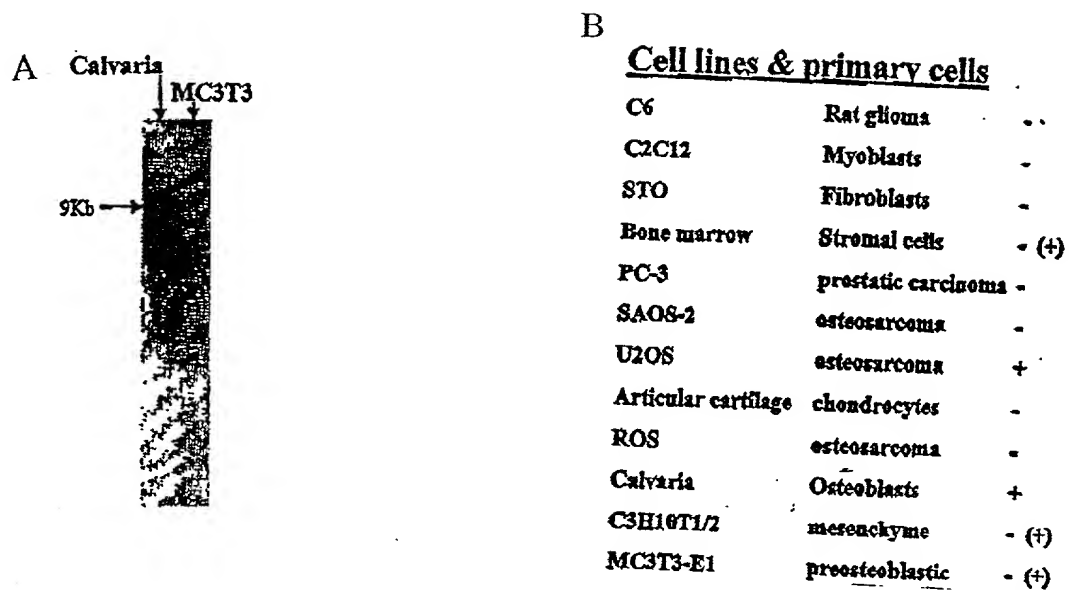 A
Calvaria
MC3T3
9Kb
B
Cell lines & primary cells
C6 Rat glioma -
C2C12 Myoblasts -
STO Fibroblasts -
Bone marrow Stromal cells - (+)
PC-3 prostatic carcinoma -
SAOS-2 osteosarcoma -
U2OS osteosarcoma +
Articular cartilage chondrocytes -
ROS osteosarcoma -
Calvaria Osteoblasts +
C3H10T1/2 mesenckyme - (+)
MC3T3-E1 preosteoblastic - (+)